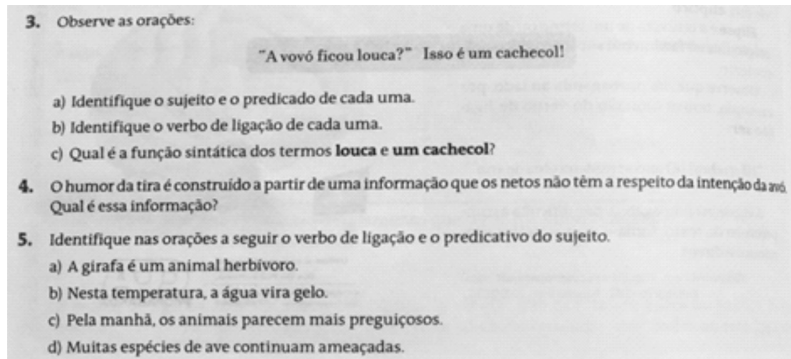 3. Observe as orações:
"A vovó ficou louca?" Isso é um cachecol!
a) Identifique o sujeito e o predicado de cada uma.
b) Identifique o verbo de ligação de cada uma.
c) Qual é a função sintática dos termos louca e um cachecol?
4. O humor da tira é construído a partir de uma informação que os netos não têm a respeito da intenção da avó.
Qual é essa informação?
5. Identifique nas orações a seguir o verbo de ligação e o predicativo do sujeito.
a) A girafa é um animal herbívoro.
b) Nesta temperatura, a água vira gelo.
c) Pela manhã, os animais parecem mais preguiçosos.
d) Muitas espécies de ave continuam ameaçadas.